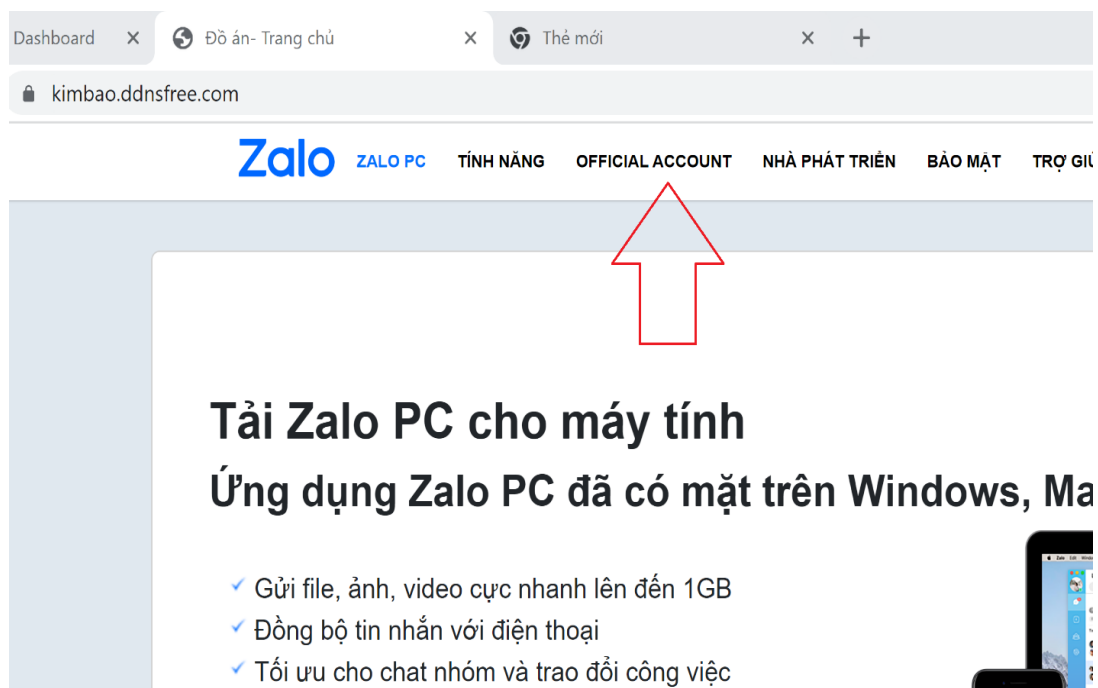 Dashboard Đồ án- Trang chủ Thẻ mới
kimbao.ddnsfree.com
Zalo ZALO PC TÍNH NĂNG OFFICIAL ACCOUNT NHÀ PHÁT TRIỂN BẢO MẬT TRỢ
Tải Zalo PC cho máy tính
Ứng dụng Zalo PC đã có mặt trên Windows,
Gửi file, ảnh, video cực nhanh lên đến 1GB
Đồng bộ tin nhắn với điện thoại
Tối ưu cho chat nhóm và trao đổi công việc